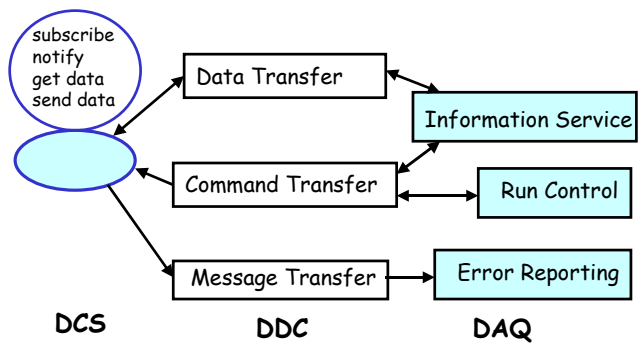 subscribe
notify
get data
send data
Data Transfer
Information Service
Command Transfer
Run Control
Message Transfer
Error Reporting
DCS
DDC
DAQ